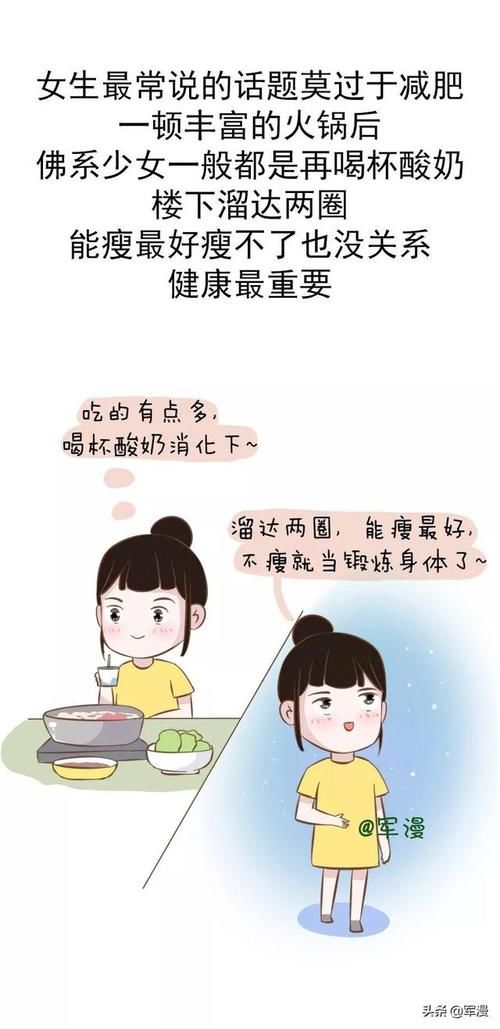 女生最常说的话题莫过于减肥
一顿丰富的火锅后
佛系少女一般都是再喝杯酸奶
楼下溜达两圈
能瘦最好瘦不了也没关系
健康最重要
吃的有点多,
喝杯酸奶消化下~
溜达两圈, 能瘦最好,
不瘦就当锻炼身体了~
@军漫
头条 @军漫